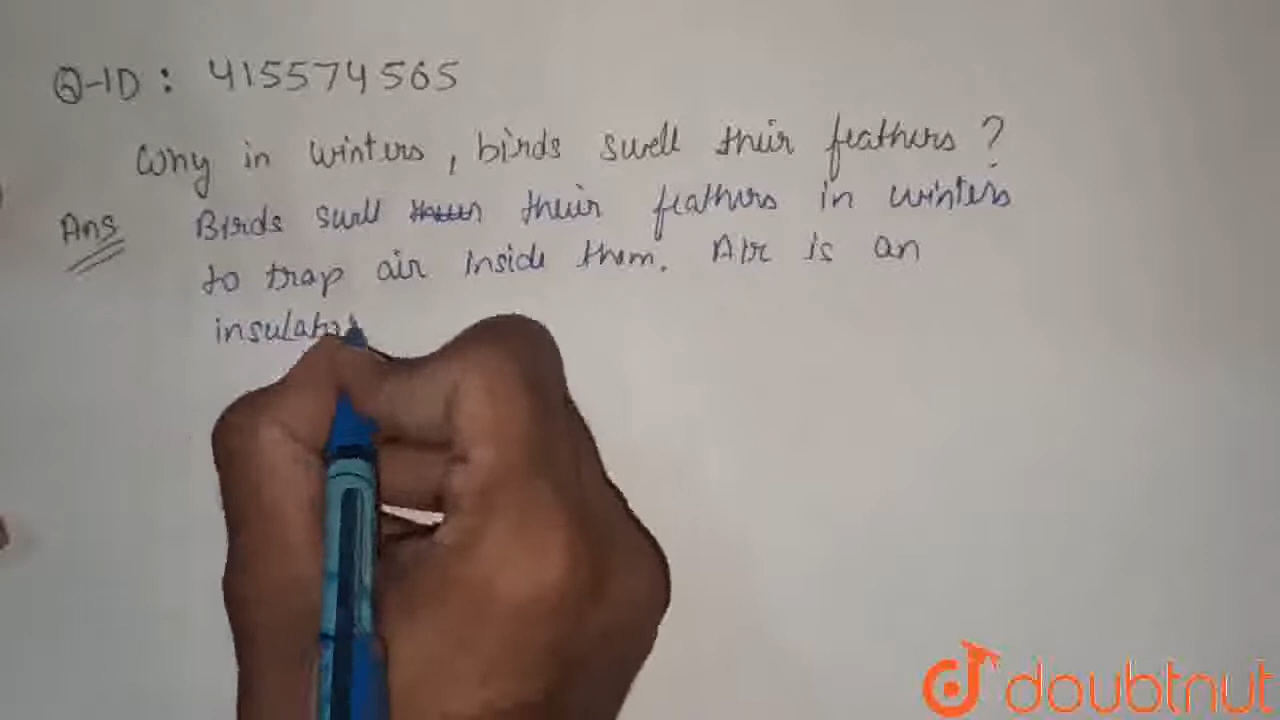 Q-ID : 415574565
Why in winters, birds swell their feathers ?
Ans Birds swell their feathers in winters
to trap air inside them. Air is an
insulator
doubtnut